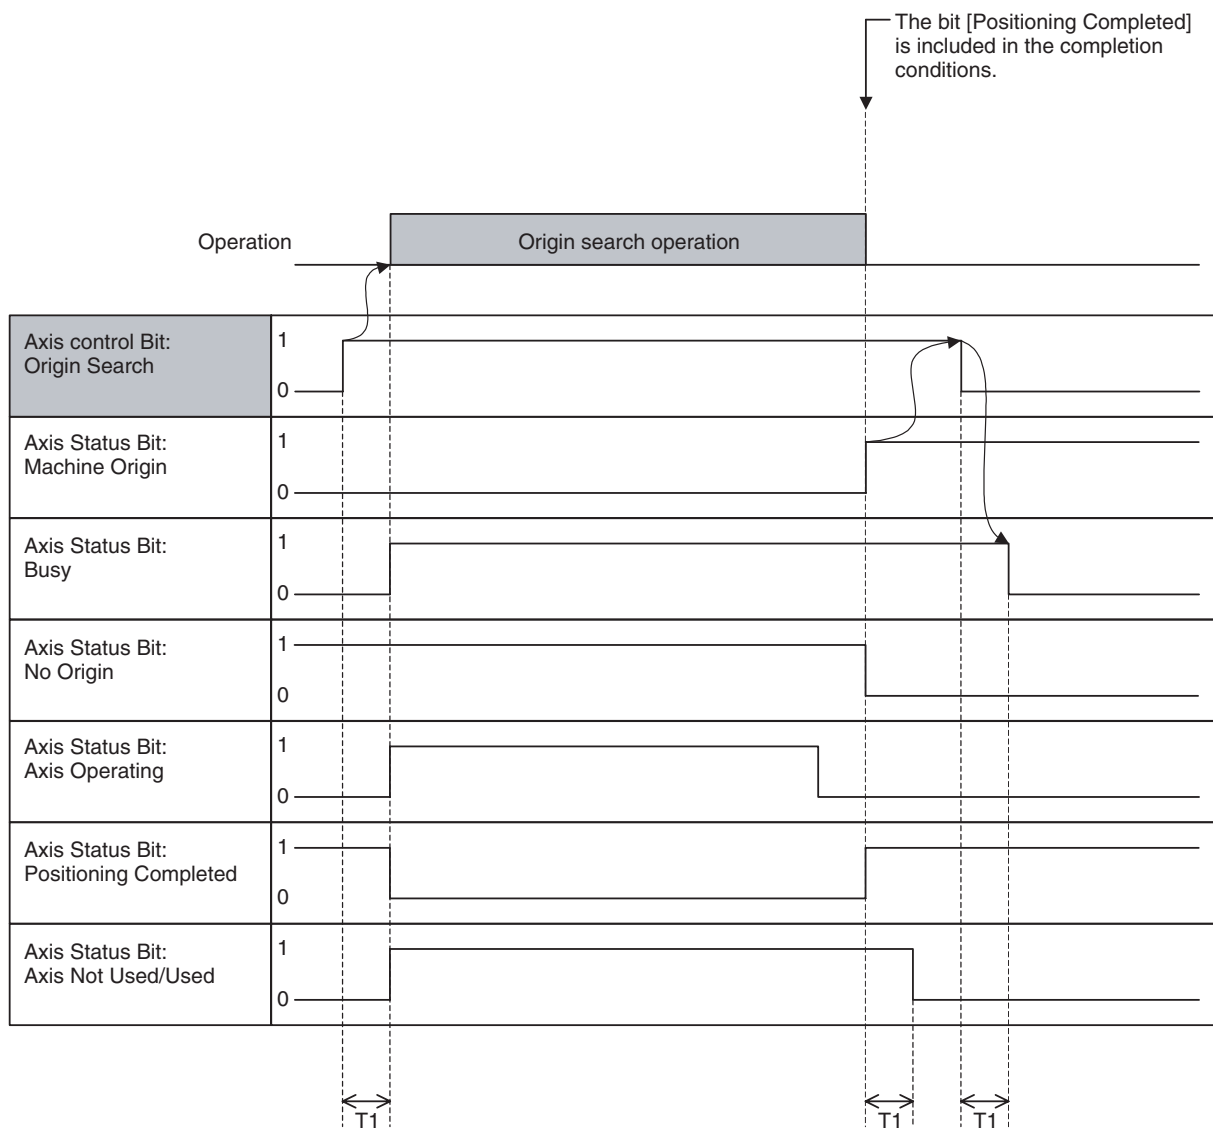 The bit [Positioning Completed]
is included in the completion
conditions.
Operation
Origin search operation
Axis control Bit:
Origin Search
1
0
Axis Status Bit:
Machine Origin
1
0
Axis Status Bit:
Busy
1
0
Axis Status Bit:
No Origin
1
0
Axis Status Bit:
Axis Operating
1
0
Axis Status Bit:
Positioning Completed
1
0
Axis Status Bit:
Axis Not Used/Used
1
0
T1
T1
T1